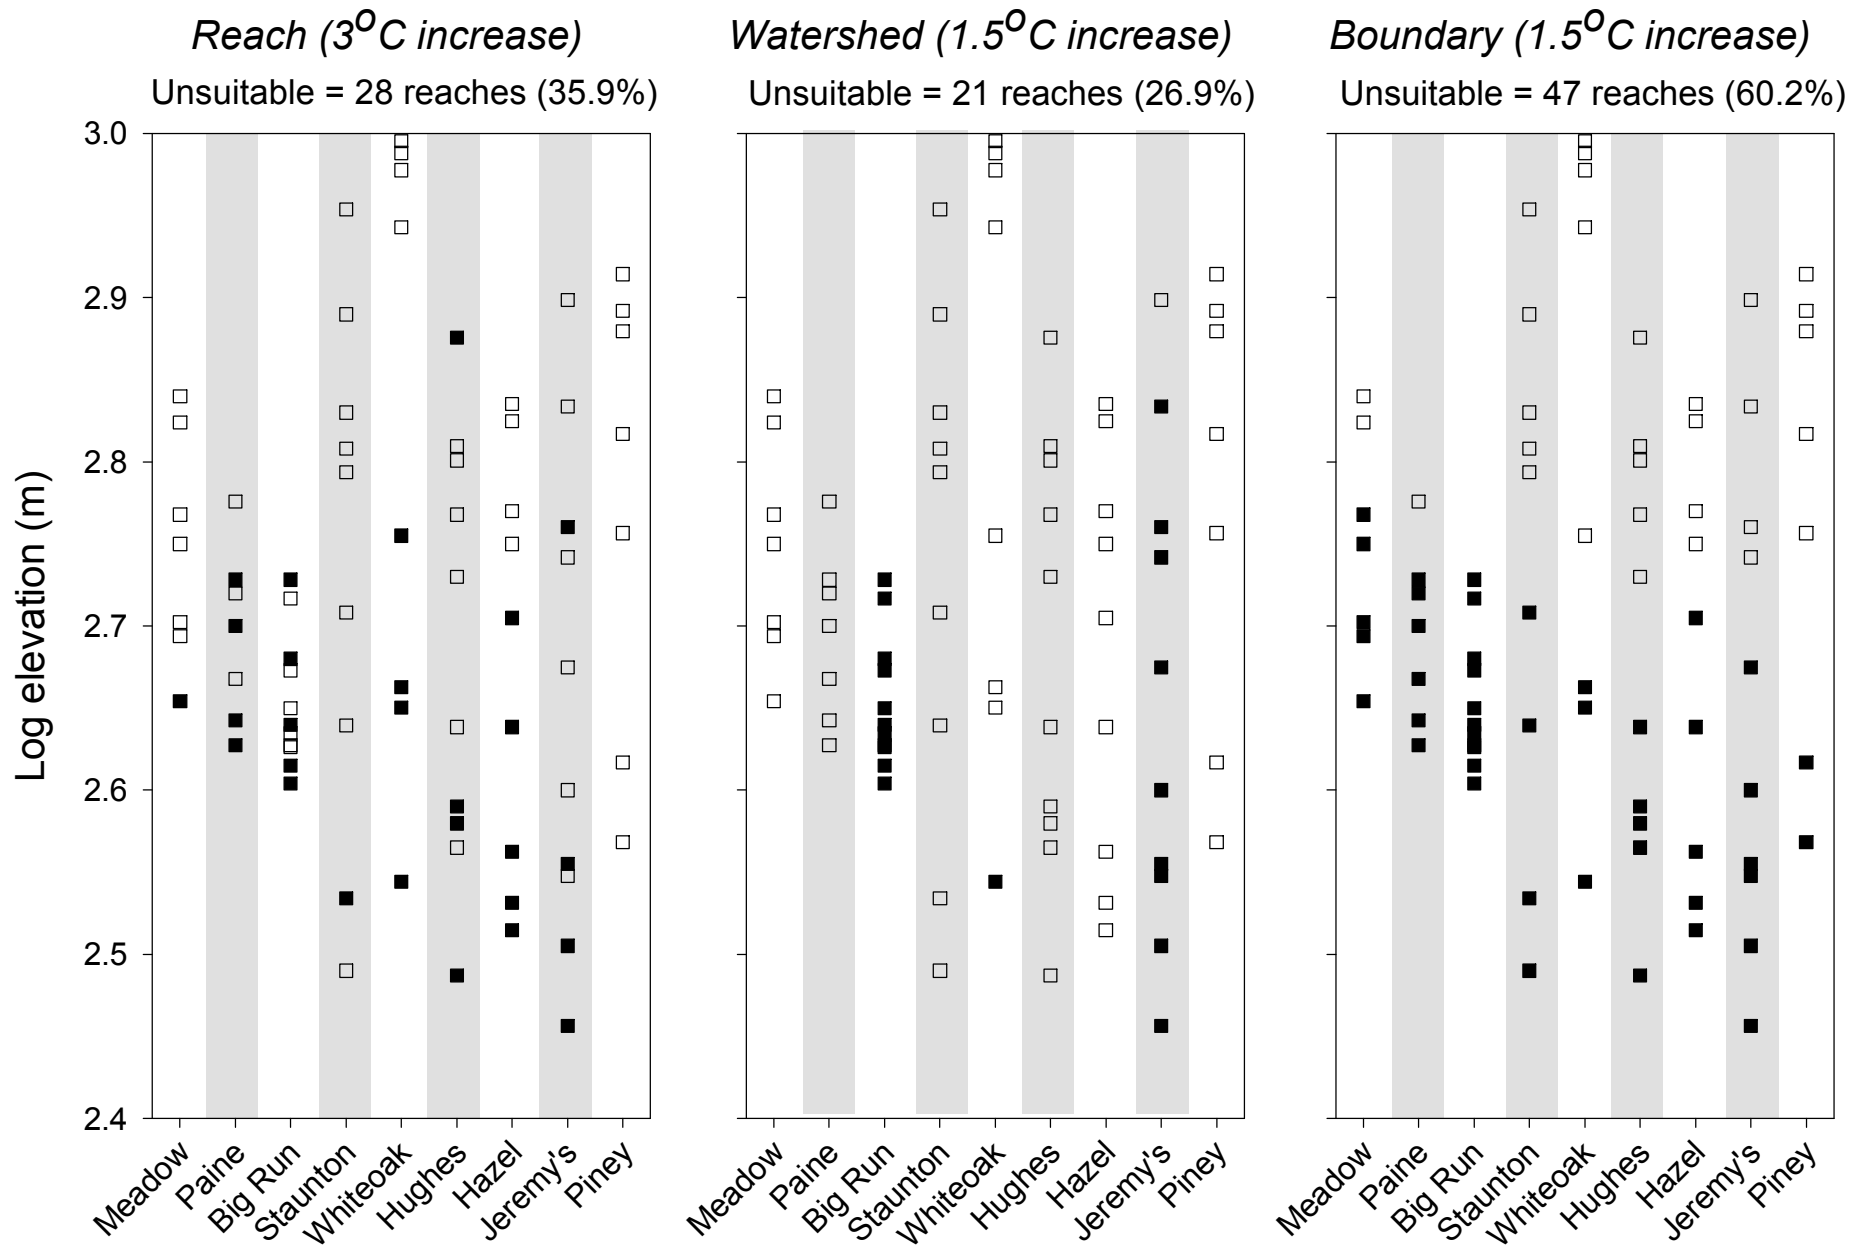 Reach (3°C increase)
Unsuitable = 28 reaches (35.9%)
Watershed (1.5°C increase)
Unsuitable = 21 reaches (26.9%)
Boundary (1.5°C increase)
Unsuitable = 47 reaches (60.2%)
Log elevation (m)
3.0
2.9
2.8
2.7
2.6
2.5
2.4
Meadow
Paine
Big Run
Staunton
Whiteoak
Hughes
Hazel
Jeremy's
Piney
Meadow
Paine
Big Run
Staunton
Whiteoak
Hughes
Hazel
Jeremy's
Piney
Meadow
Paine
Big Run
Staunton
Whiteoak
Hughes
Hazel
Jeremy's
Piney